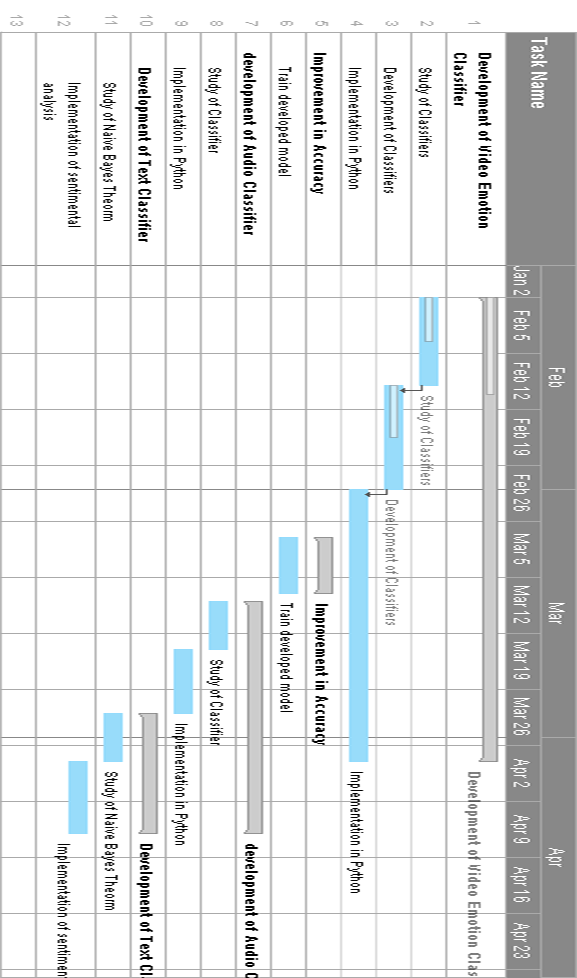 Task Name
Feb
Mar
Apr
Jan 2
Feb 5
Feb 12
Feb 19
Feb 26
Mar 5
Mar 12
Mar 19
Mar 26
Apr 2
Apr 9
Apr 16
Apr 23
1
Development of Video Emotion
Classifier
Development of Video Emotion Clas
2
Study of Classifiers
Study of Classifiers
3
Development of Classifiers
Development of Classifiers
4
Implementation in Python
Implementation in Python
5
Improvement in Accuracy
Improvement in Accuracy
6
Train developed model
Train developed model
7
development of Audio Classifier
development of Audio C
8
Study of Classifier
Study of Classifier
9
Implementation in Python
Implementation in Python
10
Development of Text Classifier
Development of Text Cl
11
Study of Naive Bayes Theorm
Study of Naive Bayes Theorm
12
Implementation of sentimental
analysis
Implementation of sentimen
13